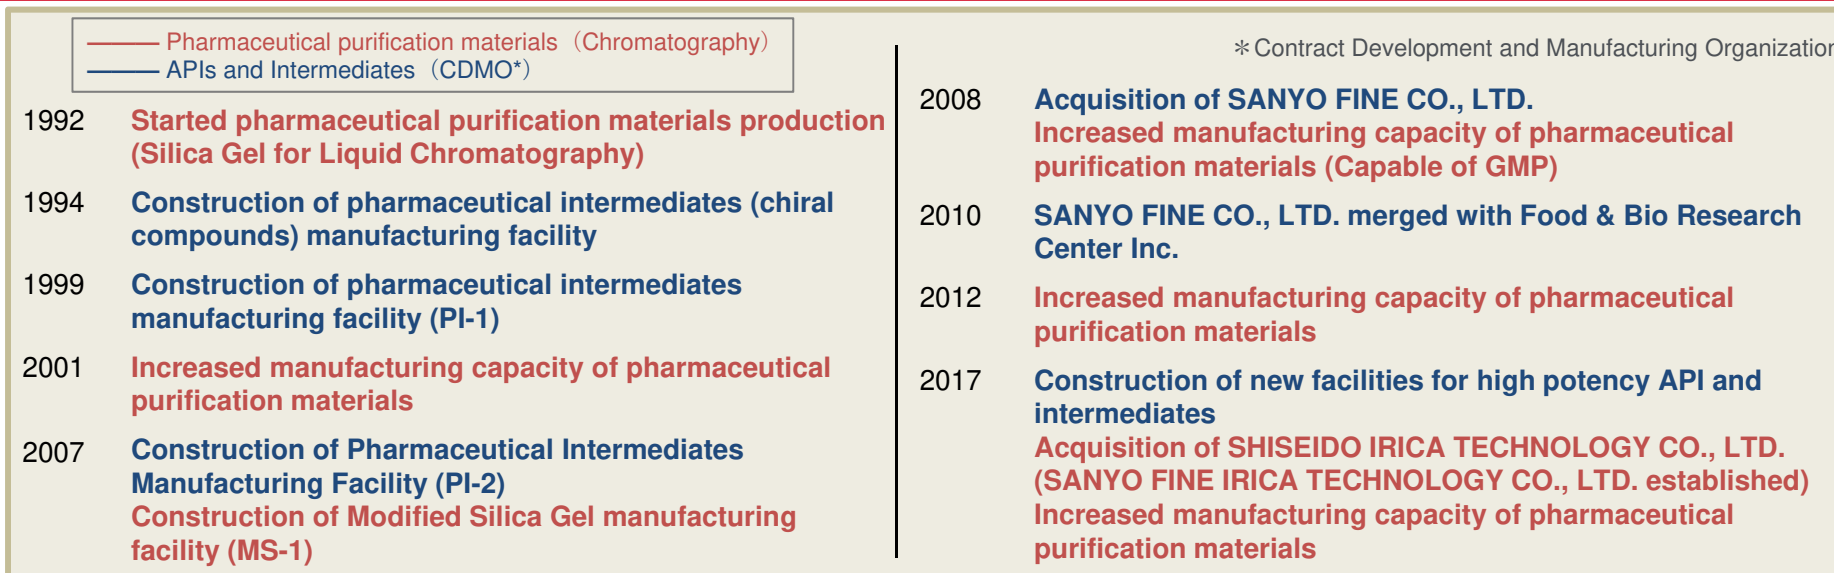 Pharmaceutical purification materials（Chromatography）
APIs and Intermediates（CDMO*）
1992 Started pharmaceutical purification materials production
(Silica Gel for Liquid Chromatography)
1994 Construction of pharmaceutical intermediates (chiral
compounds) manufacturing facility
1999 Construction of pharmaceutical intermediates
manufacturing facility (PI-1)
2001 Increased manufacturing capacity of pharmaceutical
purification materials
2007 Construction of Pharmaceutical Intermediates
Manufacturing Facility (PI-2)
Construction of Modified Silica Gel manufacturing
facility (MS-1)
＊Contract Development and Manufacturing Organization
2008 Acquisition of SANYO FINE CO., LTD.
Increased manufacturing capacity of pharmaceutical
purification materials (Capable of GMP)
2010 SANYO FINE CO., LTD. merged with Food & Bio Research
Center Inc.
2012 Increased manufacturing capacity of pharmaceutical
purification materials
2017 Construction of new facilities for high potency API and
intermediates
Acquisition of SHISEIDO IRICA TECHNOLOGY CO., LTD.
(SANYO FINE IRICA TECHNOLOGY CO., LTD. established)
Increased manufacturing capacity of pharmaceutical
purification materials